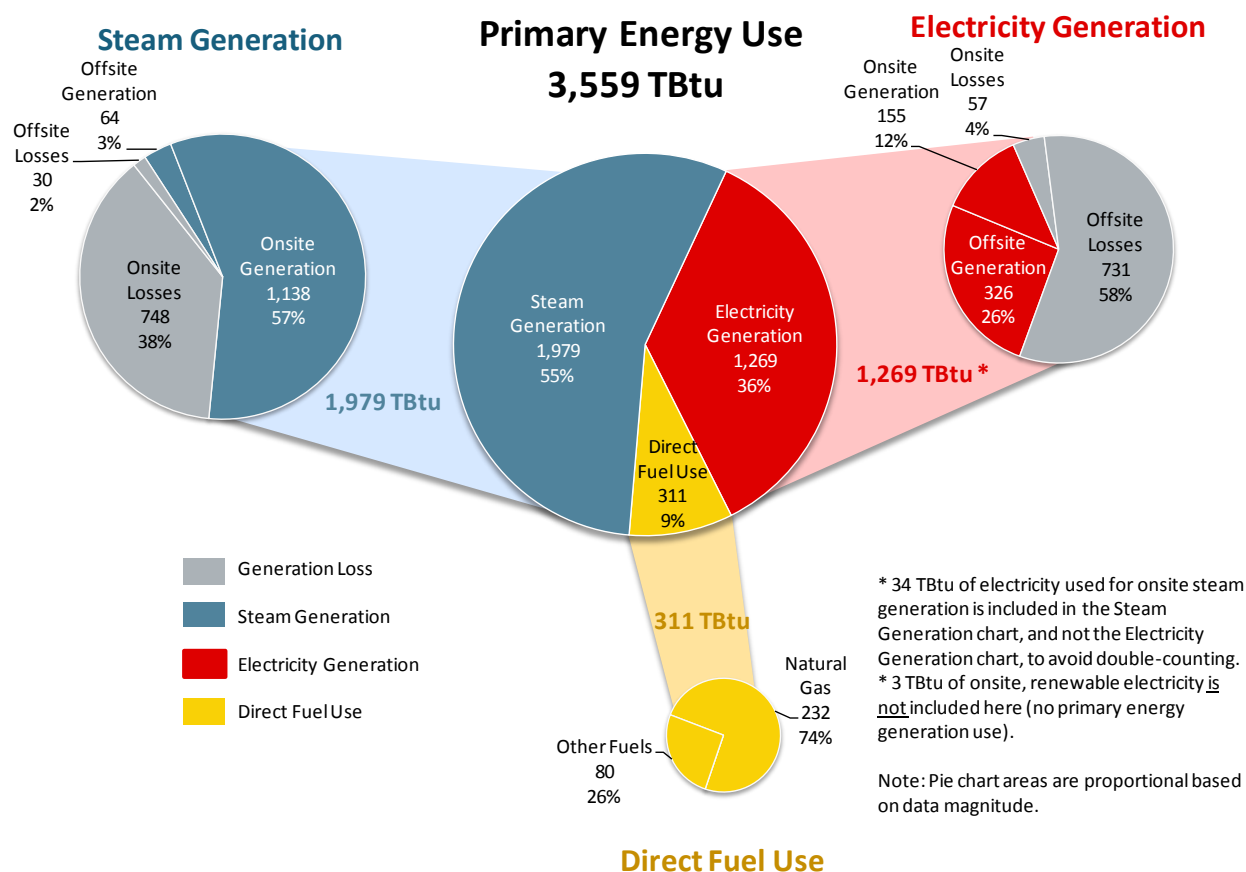 Primary Energy Use
3,559 TBtu
Steam Generation
Offsite
Generation
64
3%
Offsite
Losses
30
2%
Onsite
Losses
748
38%
Onsite
Generation
1,138
57%
1,979 TBtu
Steam
Generation
1,979
55%
Electricity
Generation
1,269
36%
Direct
Fuel Use
311
9%
Electricity Generation
Onsite
Generation
155
12%
Onsite
Losses
57
4%
Offsite
Generation
326
26%
Offsite
Losses
731
58%
1,269 TBtu *
Generation Loss
Steam Generation
Electricity Generation
Direct Fuel Use
311 TBtu
Natural
Gas
232
74%
Other Fuels
80
26%
Direct Fuel Use
* 34 TBtu of electricity used for onsite steam
generation is included in the Steam
Generation chart, and not the Electricity
Generation chart, to avoid double-counting.
* 3 TBtu of onsite, renewable electricity is
not included here (no primary energy
generation use).
Note: Pie chart areas are proportional based
on data magnitude.